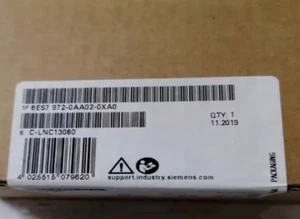 1P 6ES7 972-0AA02-0XA0
QTY: 1
11.2019
S C-LNC13060
support.industry.siemens.com
4 025515 079620
PACKAGING